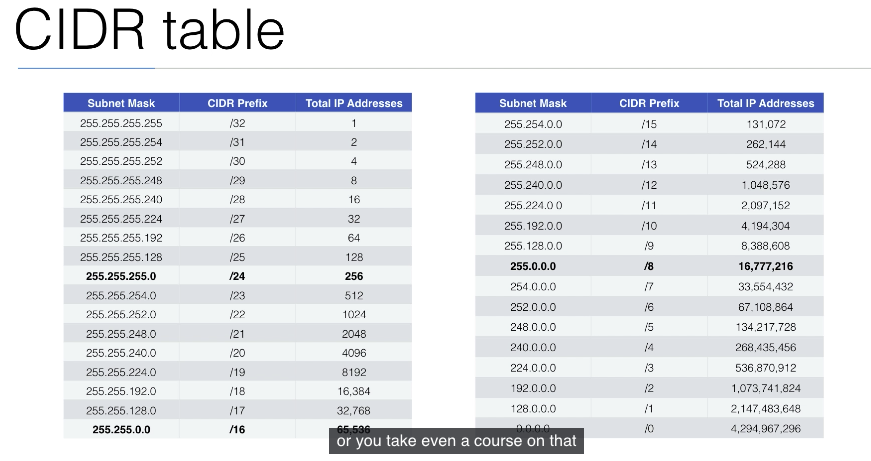 CIDR table
Subnet Mask CIDR Prefix Total IP Addresses
255.255.255.255 /32 1
255.255.255.254 /31 2
255.255.255.252 /30 4
255.255.255.248 /29 8
255.255.255.240 /28 16
255.255.255.224 /27 32
255.255.255.192 /26 64
255.255.255.128 /25 128
255.255.255.0 /24 256
255.255.254.0 /23 512
255.255.252.0 /22 1024
255.255.248.0 /21 2048
255.255.240.0 /20 4096
255.255.224.0 /19 8192
255.255.192.0 /18 16,384
255.255.128.0 /17 32,768
255.255.0.0 /16 65,536
Subnet Mask CIDR Prefix Total IP Addresses
255.254.0.0 /15 131,072
255.252.0.0 /14 262,144
255.248.0.0 /13 524,288
255.240.0.0 /12 1.048,576
255.224.0 0 /11 2,097,152
255.192.0.0 /10 4,194,304
255.128.0.0 /9 8,388,608
255.0.0.0 /8 16,777,216
254.0.0.0 /7 33,554,432
252.0.0.0 /6 67.108,864
248.0.0.0 /5 134,217,728
240.0.0.0 /4 268,435,456
224.0.0.0 /3 536,870,912
192.0.0.0 /2 1,073,741,824
128.0.0.0 /1 2,147,483,648
0.0.0.0 /0 4,294,967,296
or you take even a course on that